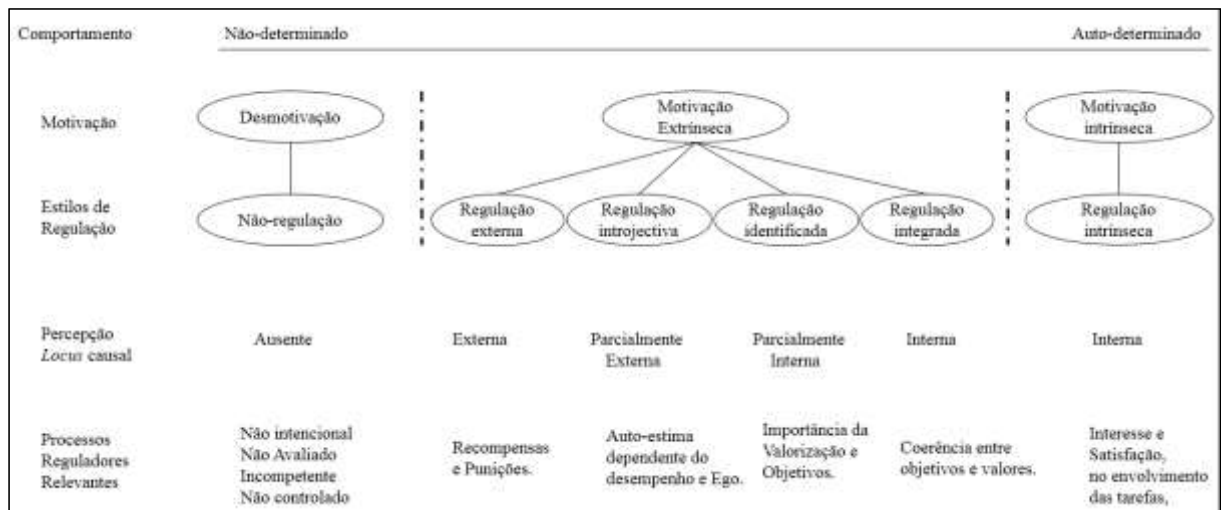 Comportamento Não-determinado Auto-determinado
Motivação
Desmotivação
Motivação
Extrínseca
Motivação
intrínseca
Estilos de
Regulação
Não-regulação
Regulação
externa
Regulação
introjectiva
Regulação
identificada
Regulação
integrada
Regulação
intrínseca
Percepção
Locus causal
Ausente
Externa
Parcialmente
Externa
Parcialmente
Interna
Interna
Interna
Processos
Reguladores
Relevantes
Não intencional
Não Avaliado
Incompetente
Não controlado
Recompensas
e Punições.
Auto-estima
dependente do
desempenho e Ego.
Importância da
Valorização e
Objetivos.
Coerência entre
objetivos e valores.
Interesse e
Satisfação,
no envolvimento
das tarefas,